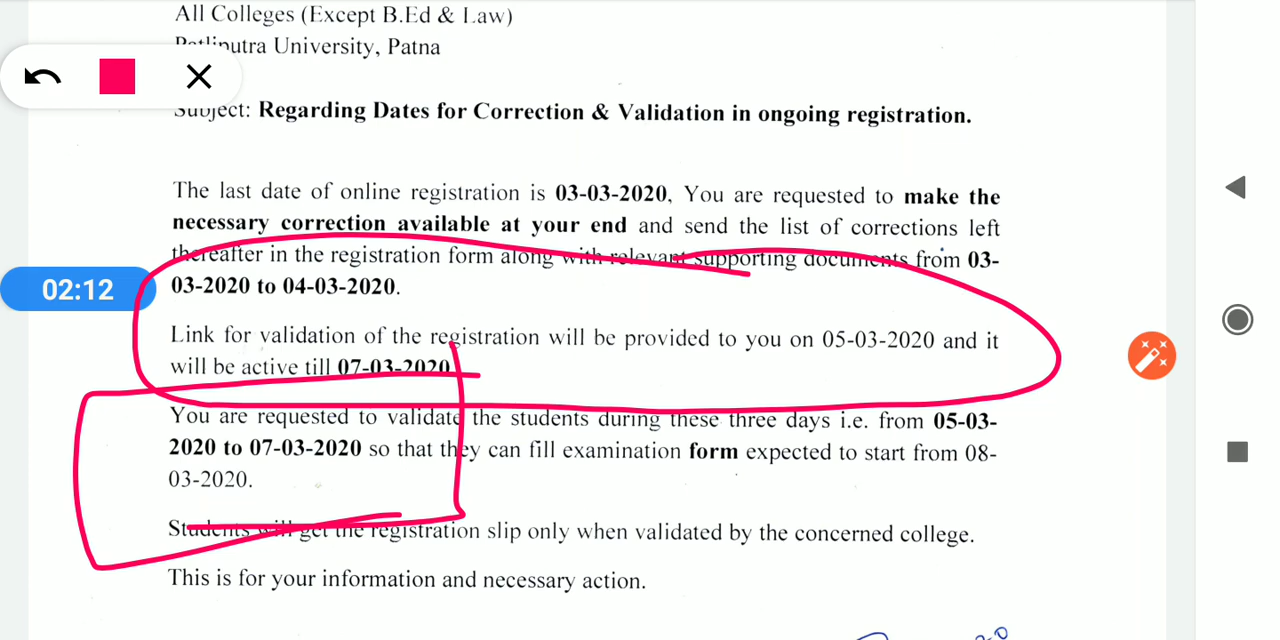 All Colleges (Except B.Ed & Law)
Patliputra University, Patna
Subject: Regarding Dates for Correction & Validation in ongoing registration.
The last date of online registration is 03-03-2020, You are requested to make the
necessary correction available at your end and send the list of corrections left
thereafter in the registration form along with relevant supporting documents from 03-
03-2020 to 04-03-2020.
02:12
Link for validation of the registration will be provided to you on 05-03-2020 and it
will be active till 07-03-2020
You are requested to validate the students during these three days i.e. from 05-03-
2020 to 07-03-2020 so that they can fill examination form expected to start from 08-
03-2020.
Students will get the registration slip only when validated by the concerned college.
This is for your information and necessary action.